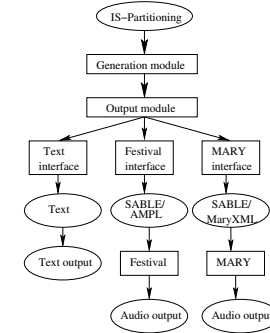 IS-Partitioning
Generation module
Output module
Text
interface
Festival
interface
MARY
interface
Text
SABLE/
AMPL
SABLE/
MaryXML
Text output
Festival
MARY
Audio output
Audio output